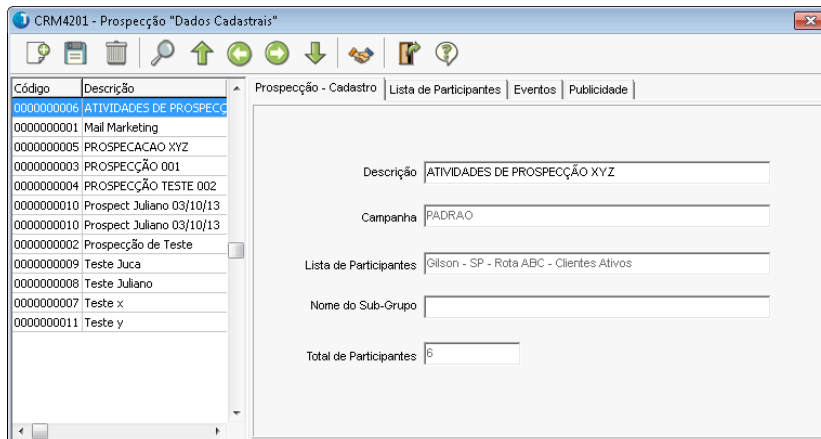 CRM4201 - Prospecção "Dados Cadastrais"
Código Descrição
0000000006 ATIVIDADES DE PROSPECÇ
0000000001 Mail Marketing
0000000005 PROSPECACAO XYZ
0000000003 PROSPECÇÃO 001
0000000004 PROSPECÇÃO TESTE 002
0000000010 Prospect Juliano 03/10/13
0000000010 Prospect Juliano 03/10/13
0000000002 Prospecção de Teste
0000000009 Teste Juca
0000000008 Teste Juliano
0000000007 Teste x
0000000011 Teste y
Prospecção - Cadastro Lista de Participantes Eventos Publicidade
Descrição ATIVIDADES DE PROSPECÇÃO XYZ
Campanha PADRAO
Lista de Participantes Gilson - SP - Rota ABC - Clientes Ativos
Nome do Sub-Grupo
Total de Participantes 6